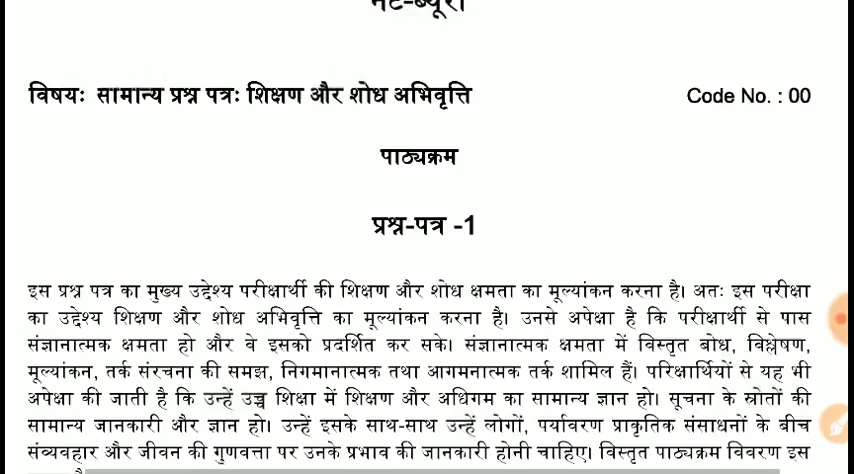 नेट-ब्यूरो
विषयः सामान्य प्रश्न पत्रः शिक्षण और शोध अभिवृत्ति Code No. : 00
पाठ्यक्रम
प्रश्न-पत्र -1
इस प्रश्न पत्र का मुख्य उद्देश्य परीक्षार्थी की शिक्षण और शोध क्षमता का मूल्यांकन करना है। अतः इस परीक्षा
का उद्देश्य शिक्षण और शोध अभिवृत्ति का मूल्यांकन करना है। उनसे अपेक्षा है कि परीक्षार्थी से पास
संज्ञानात्मक क्षमता हो और वे इसको प्रदर्शित कर सके। संज्ञानात्मक क्षमता में विस्तृत बोध, विश्लेषण,
मूल्यांकन, तर्क संरचना की समझ, निगमानात्मक तथा आगमनात्मक तर्क शामिल हैं। परिक्षार्थियों से यह भी
अपेक्षा की जाती है कि उन्हें उच्च शिक्षा में शिक्षण और अधिगम का सामान्य ज्ञान हो। सूचना के स्रोतों की
सामान्य जानकारी और ज्ञान हो। उन्हें इसके साथ-साथ उन्हें लोगों, पर्यावरण प्राकृतिक संसाधनों के बीच
संव्यवहार और जीवन की गुणवत्ता पर उनके प्रभाव की जानकारी होनी चाहिए। विस्तृत पाठ्यक्रम विवरण इस